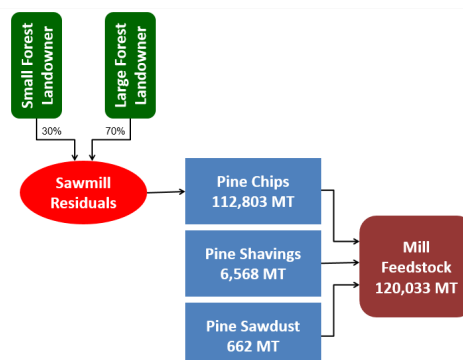 Small Forest
Landowner
Large Forest
Landowner
30%
70%
Sawmill
Residuals
Pine Chips
112,803 MT
Pine Shavings
6,568 MT
Pine Sawdust
662 MT
Mill
Feedstock
120,033 MT